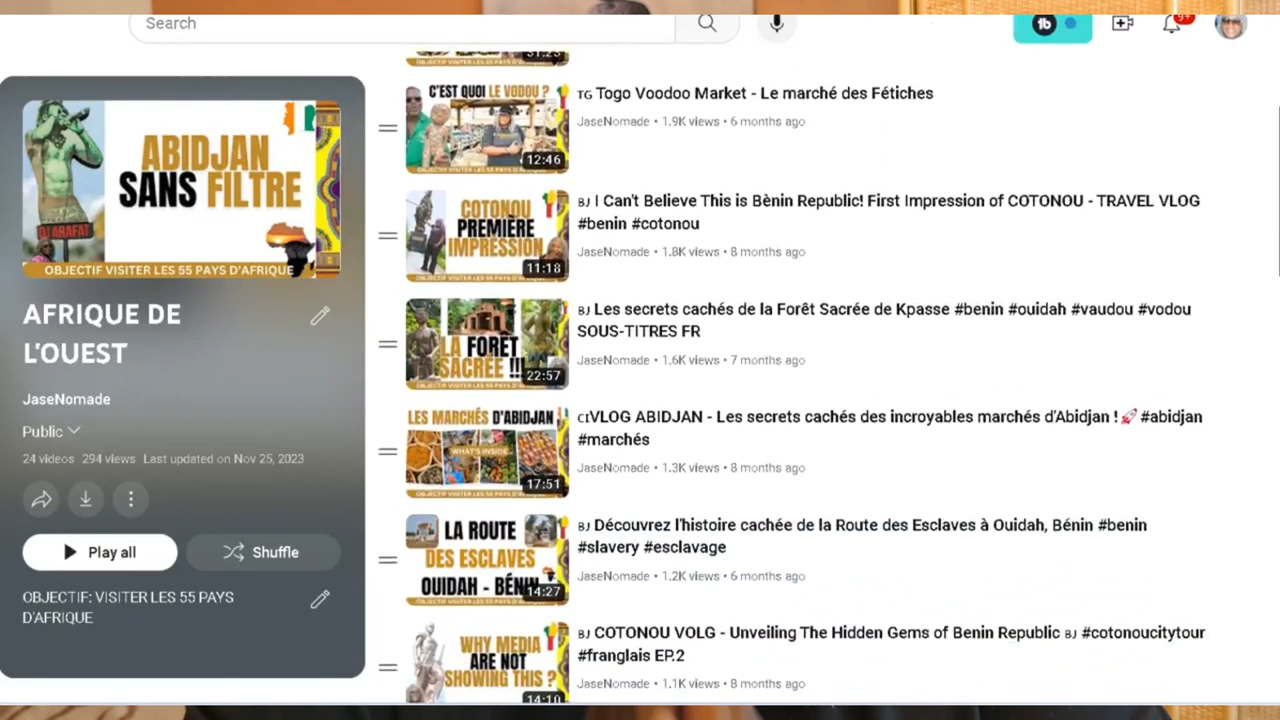 Search
9+
31:23
ABIDJAN
SANS FILTRE
DJ ARAFAT
OBJECTIF VISITER LES 55 PAYS D'AFRIQUE
AFRIQUE DE
L'OUEST
JaseNomade
Public
24 videos 294 views Last updated on Nov 25, 2023
Play all
Shuffle
OBJECTIF: VISITER LES 55 PAYS
D'AFRIQUE
C'EST QUOI LE VODOU ?
12:46
TG Togo Voodoo Market - Le marché des Fétiches
JaseNomade • 1.9K views • 6 months ago
COTONOU
PREMIÈRE
IMPRESSION
11:18
BJ I Can't Believe This is Bènin Republic! First Impression of COTONOU - TRAVEL VLOG
#benin #cotonou
JaseNomade • 1.8K views • 8 months ago
LA FORÊT
SACRÉE !!!
22:57
BJ Les secrets cachés de la Forêt Sacrée de Kpasse #benin #ouidah #vaudou #vodou
SOUS-TITRES FR
JaseNomade • 1.6K views • 7 months ago
LES MARCHÉS D'ABIDJAN
WHAT'S INSIDE...
17:51
CIVLOG ABIDJAN - Les secrets cachés des incroyables marchés d'Abidjan !🚀 #abidjan
#marchés
JaseNomade • 1.3K views • 8 months ago
LA ROUTE
DES ESCLAVES
OUIDAH - BÉNIN
14:27
BJ Découvrez l'histoire cachée de la Route des Esclaves à Ouidah, Bénin #benin
#slavery #esclavage
JaseNomade • 1.2K views • 6 months ago
WHY MEDIA
ARE NOT
SHOWING THIS ?
14:10
BJ COTONOU VOLG - Unveiling The Hidden Gems of Benin Republic BJ #cotonoucitytour
#franglais EP.2
JaseNomade • 1.1K views • 8 months ago